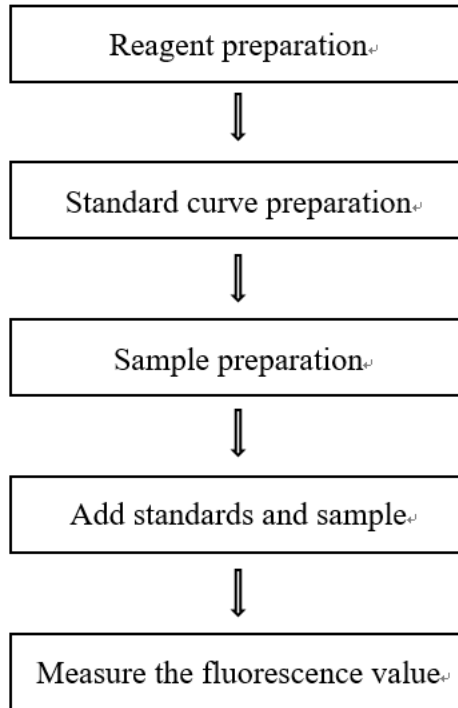 Reagent preparation
Standard curve preparation
Sample preparation
Add standards and sample
Measure the fluorescence value